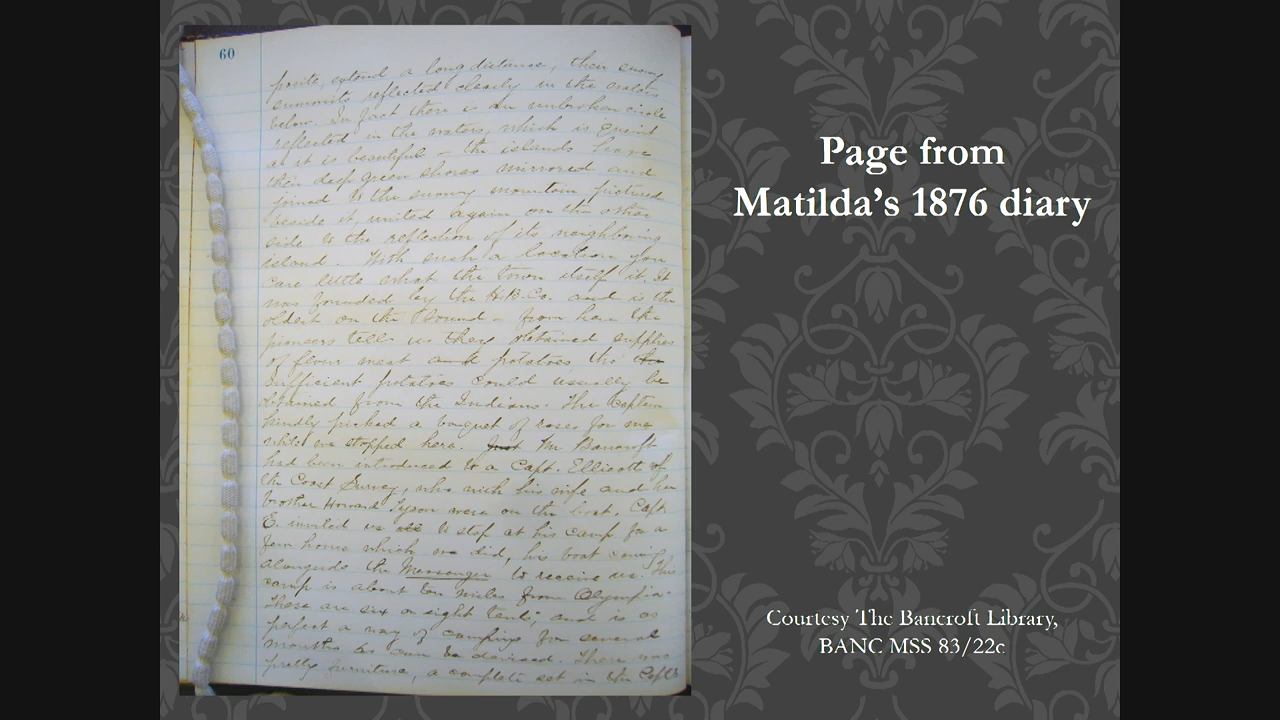 60
posite, extend a long distance, their snowy
summits reflected clearly in the waters
below. In fact there is an unbroken circle
reflected in the waters, which is
as it is beautiful – the islands have
their deep green shores mirrored and
joined to the snowy mountain pictured
beside it united again on the other
side to the reflection of its neighboring
island. With such a location you
care little what the town itself is. It
was founded by the H.B.Co. and is the
oldest on the Sound – from here the
pioneers tell us they obtained supplies
of flour meat and potatoes, tho' the
sufficient potatoes could usually be
obtained from the Indians. The Captain
kindly picked a bouquet of roses for me
while we stopped here. Just Mr Bancroft
had been introduced to a Capt. Ellicott of
the Coast Survey, who with his wife and her
brother Howard Tyson were on the boat. Capt
E. invited us all to stop at his camp for a
few hours which we did, his boat coming
alongside the Messenger to receive us. This
camp is about ten miles from Olympia.
There are six or eight tents, and is as
perfect a way of camping for several
months as can be devised. There was
pretty furniture, a complete set in the Capt's
Page from
Matilda's 1876 diary
Courtesy The Bancroft Library,
BANC MSS 83/22c